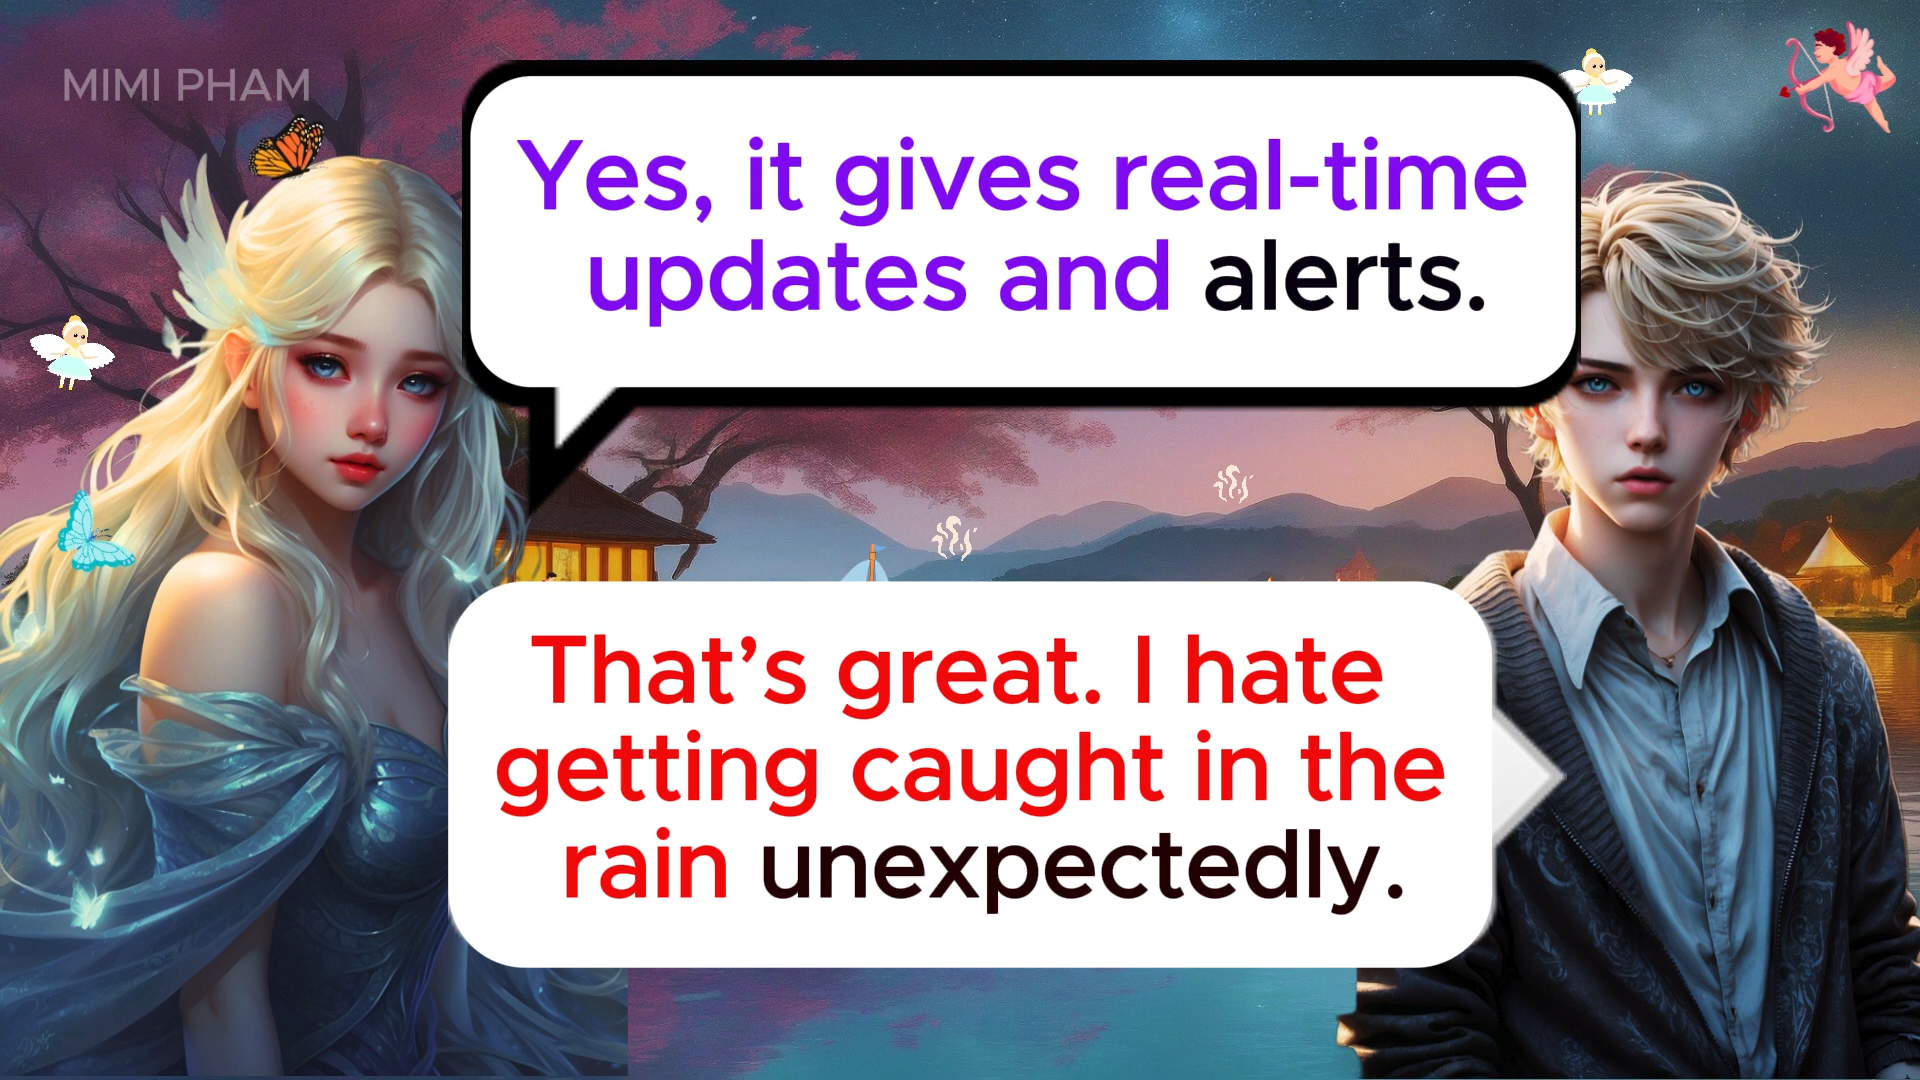 MIMI PHAM
Yes, it gives real-time
updates and alerts.
That’s great. I hate
getting caught in the
rain unexpectedly.